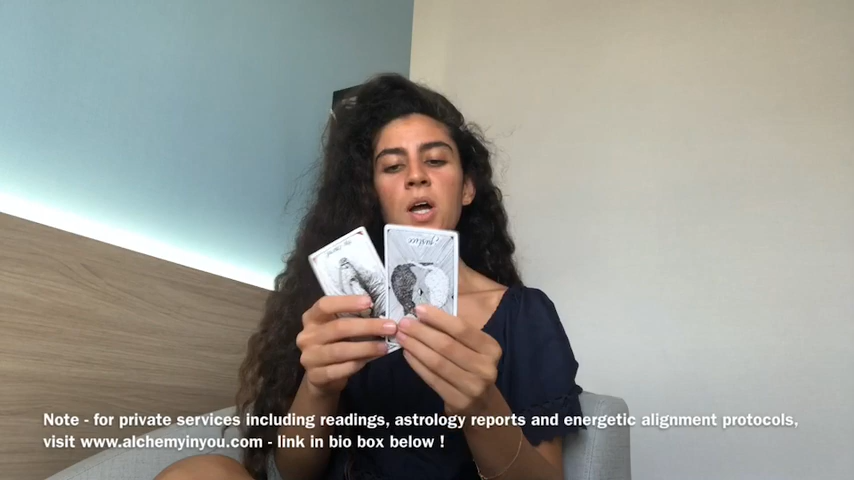 Justice
Note - for private services including readings, astrology reports and energetic alignment protocols,
visit www.alchemyinyou.com - link in bio box below !